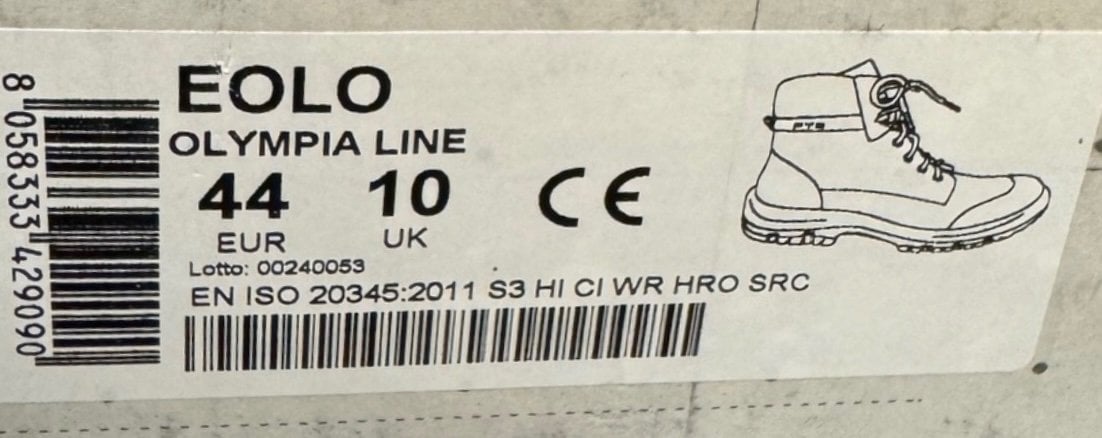 EOLO
OLYMPIA LINE
44 10
EUR UK
Lotto: 00240053
EN ISO 20345:2011 S3 HI CI WR HRO SRC
8 058333 429090
CE